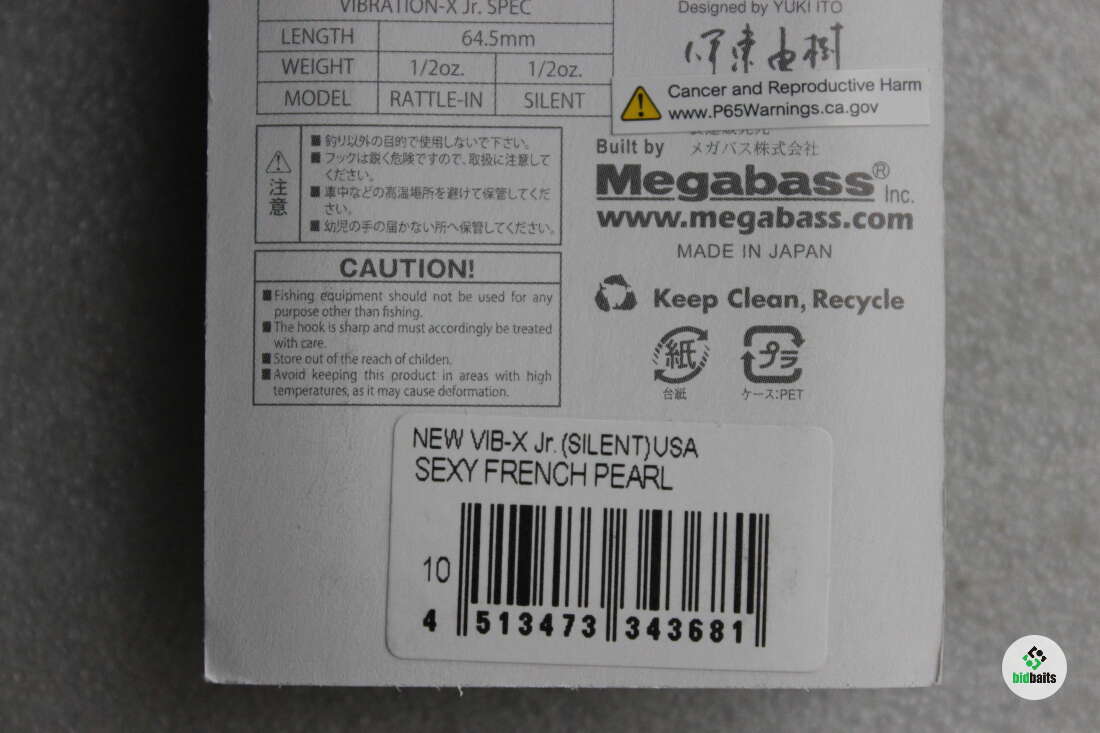 VIBRATION-X Jr. SPEC
LENGTH 64.5mm
WEIGHT 1/2oz. 1/2oz.
MODEL RATTLE-IN SILENT
Designed by YUKI ITO
伊東由樹
Cancer and Reproductive Harm
www.P65Warnings.ca.gov
注意
■釣り以外の目的で使用しないで下さい。
■フックは鋭く危険ですので、取扱に注意して
ください。
■車中などの高温場所を避けて保管してくだ
さい。
■幼児の手の届かない所へ保管してください。
Built by メガバス株式会社
Megabass® Inc.
www.megabass.com
MADE IN JAPAN
Keep Clean, Recycle
紙
台紙
プラ
ケース:PET
CAUTION!
■Fishing equipment should not be used for any
purpose other than fishing.
■The hook is sharp and must accordingly be treated
with care.
■Store out of the reach of childen.
■Avoid keeping this product in areas with high
temperatures, as it may cause deformation.
NEW VIB-X Jr.(SILENT)USA
SEXY FRENCH PEARL
10
4 513473 343681
bidbaits